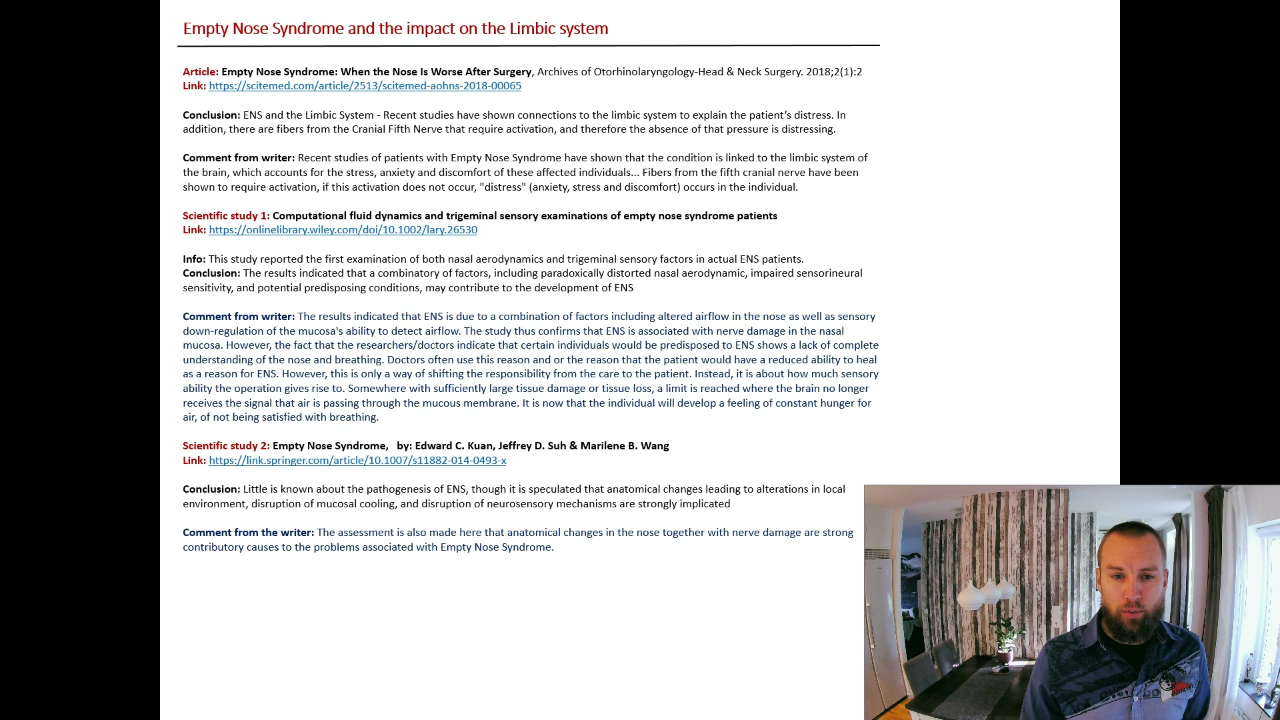 Empty Nose Syndrome and the impact on the Limbic system
Article: Empty Nose Syndrome: When the Nose Is Worse After Surgery, Archives of Otorhinolaryngology-Head & Neck Surgery. 2018;2(1):2
Link: https://scitemed.com/article/2513/scitemed-aohns-2018-00065
Conclusion: ENS and the Limbic System - Recent studies have shown connections to the limbic system to explain the patient's distress. In
addition, there are fibers from the Cranial Fifth Nerve that require activation, and therefore the absence of that pressure is distressing.
Comment from writer: Recent studies of patients with Empty Nose Syndrome have shown that the condition is linked to the limbic system of
the brain, which accounts for the stress, anxiety and discomfort of these affected individuals... Fibers from the fifth cranial nerve have been
shown to require activation, if this activation does not occur, "distress" (anxiety, stress and discomfort) occurs in the individual.
Scientific study 1: Computational fluid dynamics and trigeminal sensory examinations of empty nose syndrome patients
Link: https://onlinelibrary.wiley.com/doi/10.1002/lary.26530
Info: This study reported the first examination of both nasal aerodynamics and trigeminal sensory factors in actual ENS patients.
Conclusion: The results indicated that a combinatory of factors, including paradoxically distorted nasal aerodynamic, impaired sensorineural
sensitivity, and potential predisposing conditions, may contribute to the development of ENS
Comment from writer: The results indicated that ENS is due to a combination of factors including altered airflow in the nose as well as sensory
down-regulation of the mucosa's ability to detect airflow. The study thus confirms that ENS is associated with nerve damage in the nasal
mucosa. However, the fact that the researchers/doctors indicate that certain individuals would be predisposed to ENS shows a lack of complete
understanding of the nose and breathing. Doctors often use this reason and or the reason that the patient would have a reduced ability to heal
as a reason for ENS. However, this is only a way of shifting the responsibility from the care to the patient. Instead, it is about how much sensory
ability the operation gives rise to. Somewhere with sufficiently large tissue damage or tissue loss, a limit is reached where the brain no longer
receives the signal that air is passing through the mucous membrane. It is now that the individual will develop a feeling of constant hunger for
air, of not being satisfied with breathing.
Scientific study 2: Empty Nose Syndrome, by: Edward C. Kuan, Jeffrey D. Suh & Marilene B. Wang
Link: https://link.springer.com/article/10.1007/s11882-014-0493-x
Conclusion: Little is known about the pathogenesis of ENS, though it is speculated that anatomical changes leading to alterations in local
environment, disruption of mucosal cooling, and disruption of neurosensory mechanisms are strongly implicated
Comment from the writer: The assessment is also made here that anatomical changes in the nose together with nerve damage are strong
contributory causes to the problems associated with Empty Nose Syndrome.